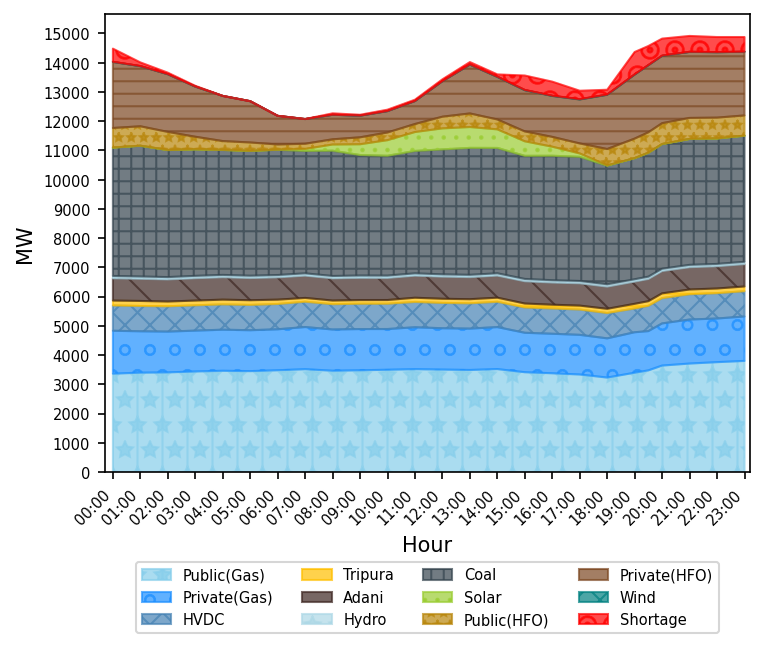 15000
14000
13000
12000
11000
10000
9000
8000
7000
6000
5000
4000
3000
2000
1000
0
MW
00:00 01:00 02:00 03:00 04:00 05:00 06:00 07:00 08:00 09:00 10:00 11:00 12:00 13:00 14:00 15:00 16:00 17:00 18:00 19:00 20:00 21:00 22:00 23:00
Hour
Public(Gas) Tripura Coal Private(HFO)
Private(Gas) Adani Solar Wind
HVDC Hydro Public(HFO) Shortage